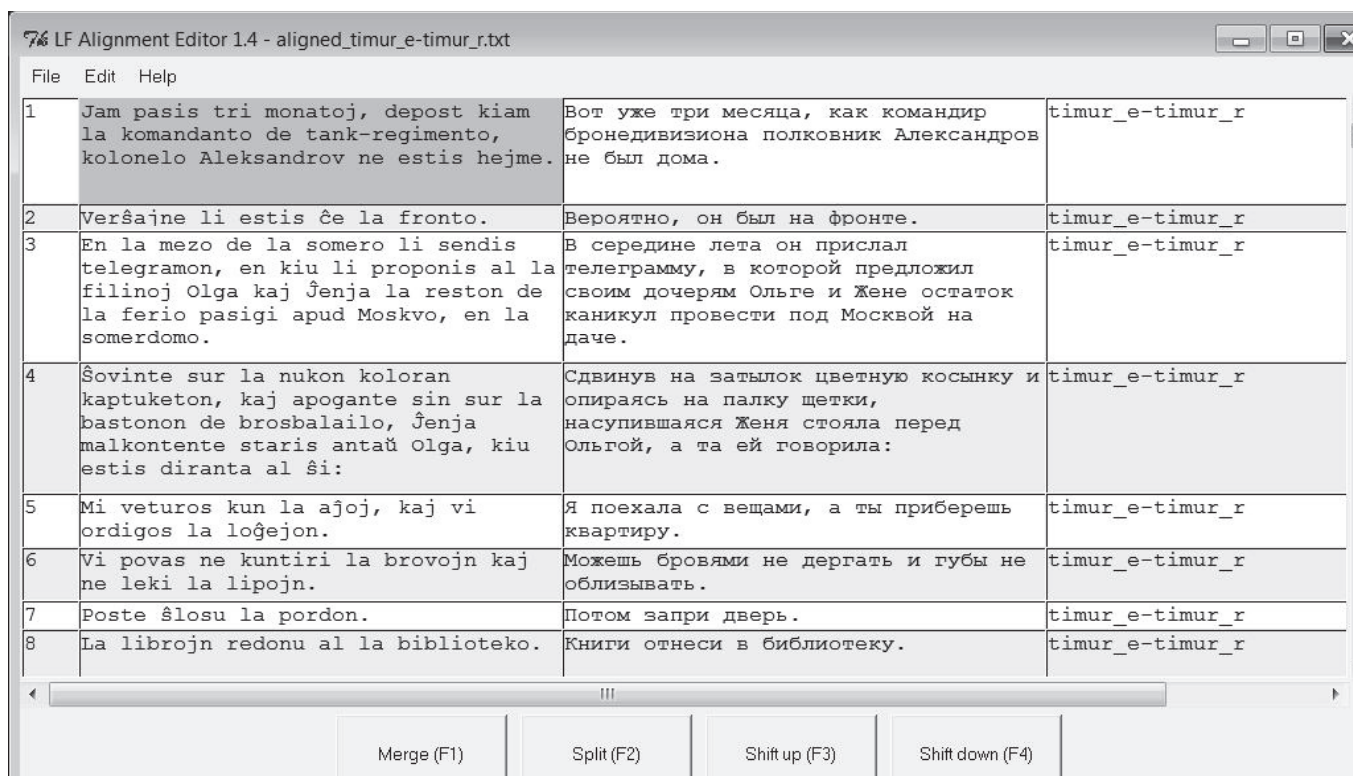 LF Alignment Editor 1.4 - aligned_timur_e-timur_r.txt
File Edit Help
1
Jam pasis tri monatoj, depost kiam
la komandanto de tank-regimento,
kolonelo Aleksandrov ne estis hejme.
Вот уже три месяца, как командир
бронедивизиона полковник Александров
не был дома.
timur_e-timur_r
2
Verŝajne li estis ĉe la fronto.
Вероятно, он был на фронте.
timur_e-timur_r
3
En la mezo de la somero li sendis
telegramon, en kiu li proponis al la
filinoj Olga kaj Ĵenja la reston de
la ferio pasigi apud Moskvo, en la
somerdomo.
В середине лета он прислал
телеграмму, в которой предложил
своим дочерям Ольге и Жене остаток
каникул провести под Москвой на
даче.
timur_e-timur_r
4
Ŝovinte sur la nukon koloran
kaptuketon, kaj apogante sin sur la
bastonon de brosbalailo, Ĵenja
malkontente staris antaŭ Olga, kiu
estis diranta al ŝi:
Сдвинув на затылок цветную косынку и
опираясь на палку щетки,
насупившаяся Женя стояла перед
Ольгой, а та ей говорила:
timur_e-timur_r
5
Mi veturos kun la aĵoj, kaj vi
ordigos la loĝejon.
Я поехала с вещами, а ты приберешь
квартиру.
timur_e-timur_r
6
Vi povas ne kuntiri la brovojn kaj
ne leki la lipojn.
Можешь бровями не дергать и губы не
облизывать.
timur_e-timur_r
7
Poste ŝlosu la pordon.
Потом запри дверь.
timur_e-timur_r
8
La librojn redonu al la biblioteko.
Книги отнеси в библиотеку.
timur_e-timur_r
Merge (F1) Split (F2) Shift up (F3) Shift down (F4)